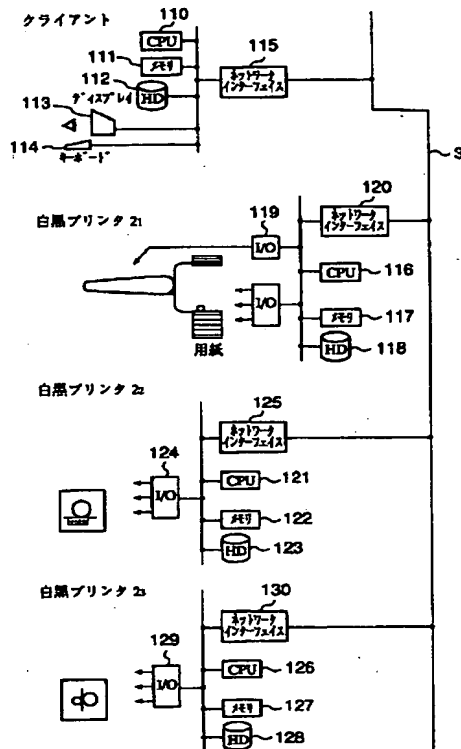 クライアント
110
CPU
111
メモリ
112
ディスプレイ
HD
113
114
キーボード
115
ネットワーク
インターフェイス
3
白黒プリンタ 2₁
119
I/O
120
ネットワーク
インターフェイス
CPU
116
I/O
メモリ
117
HD
118
用紙
白黒プリンタ 2₂
125
ネットワーク
インターフェイス
124
I/O
CPU
121
メモリ
122
HD
123
白黒プリンタ 2₃
130
ネットワーク
インターフェイス
129
I/O
CPU
126
メモリ
127
HD
128